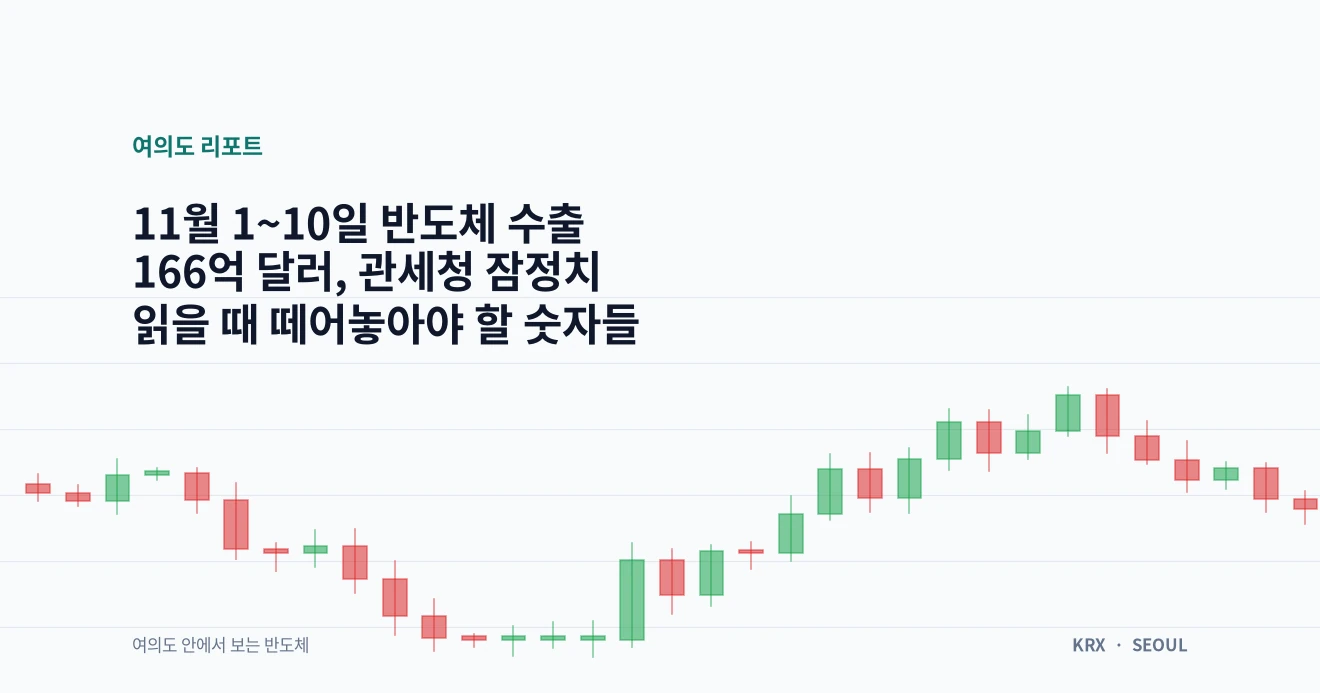 여의도 리포트
11월 1~10일 반도체 수출
166억 달러, 관세청 잠정치
읽을 때 떼어놓아야 할 숫자들
여의도 안에서 보는 반도체
KRX · SEOUL